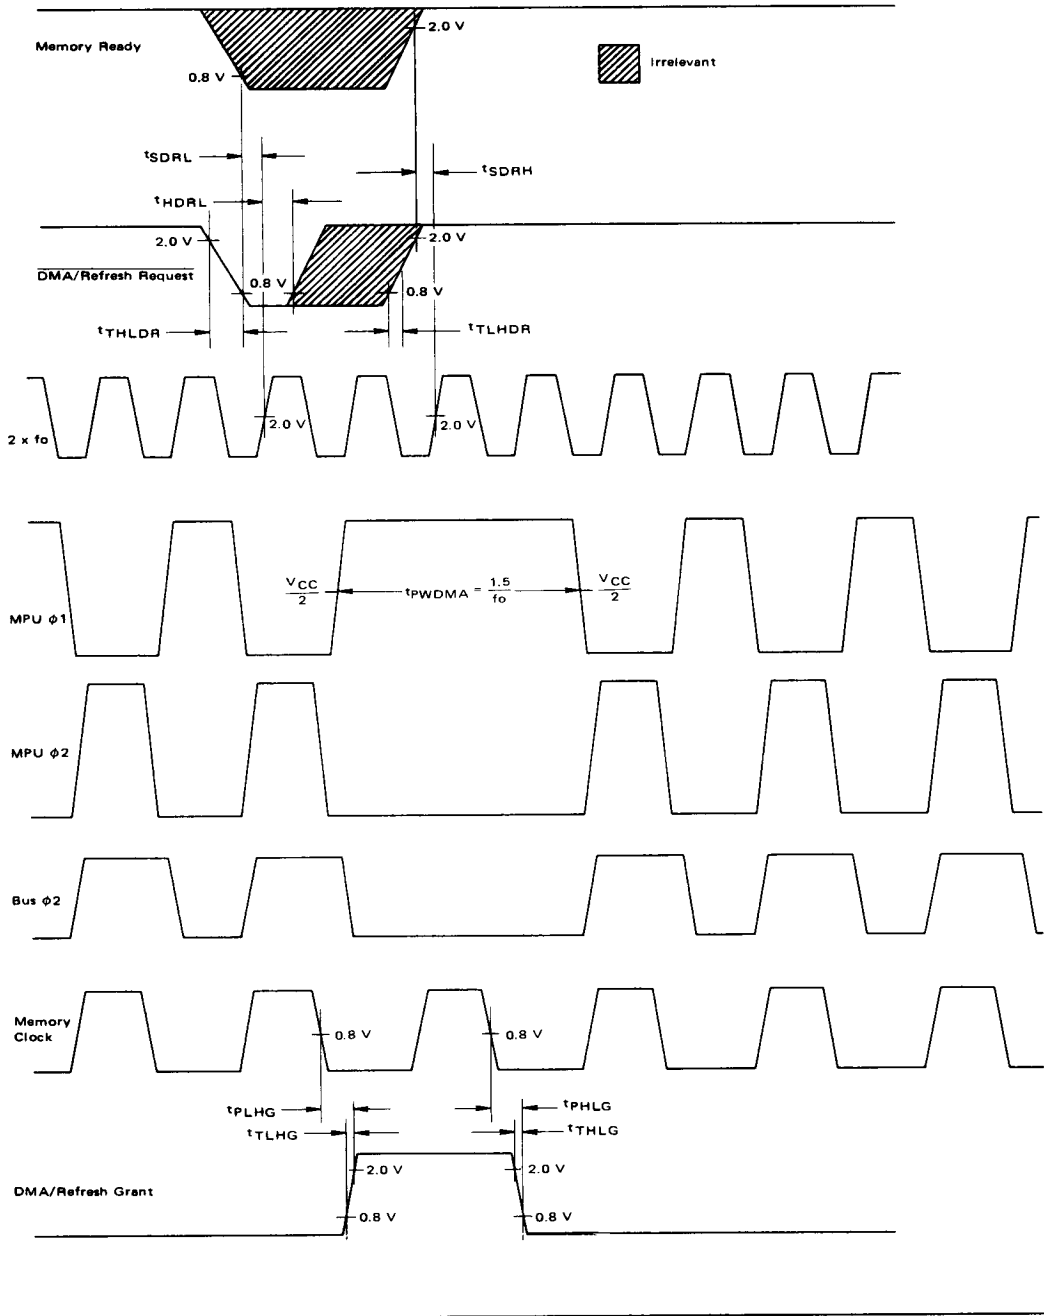 2.0 V
Memory Ready
Irrelevant
0.8 V
tSDRL
tSDRH
tHDRL
2.0 V
2.0 V
DMA/Refresh Request
0.8 V
0.8 V
tTHLDR
tTLHDR
2.0 V
2.0 V
2 x fo
VCC
2
tPWDMA = 1.5
fo
VCC
2
MPU φ1
MPU φ2
Bus φ2
Memory
Clock
0.8 V
0.8 V
tPLHG
tPHLG
tTLHG
tTHLG
2.0 V
2.0 V
DMA/Refresh Grant
0.8 V
0.8 V